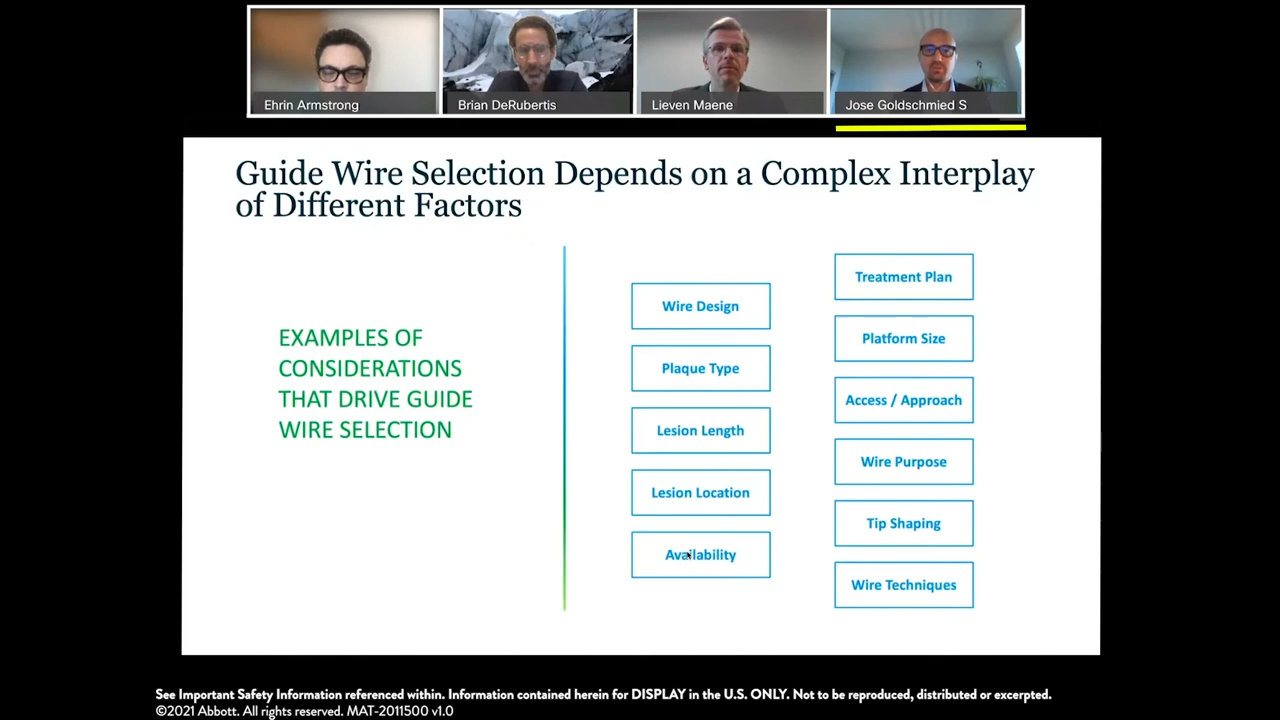 Ehrin Armstrong
Brian DeRubertis
Lieven Maene
Jose Goldschmied S
Guide Wire Selection Depends on a Complex Interplay
of Different Factors
EXAMPLES OF
CONSIDERATIONS
THAT DRIVE GUIDE
WIRE SELECTION
Wire Design
Plaque Type
Lesion Length
Lesion Location
Availability
Treatment Plan
Platform Size
Access / Approach
Wire Purpose
Tip Shaping
Wire Techniques
See Important Safety Information referenced within. Information contained herein for DISPLAY in the U.S. ONLY. Not to be reproduced, distributed or excerpted.
©2021 Abbott. All rights reserved. MAT-2011500 v1.0